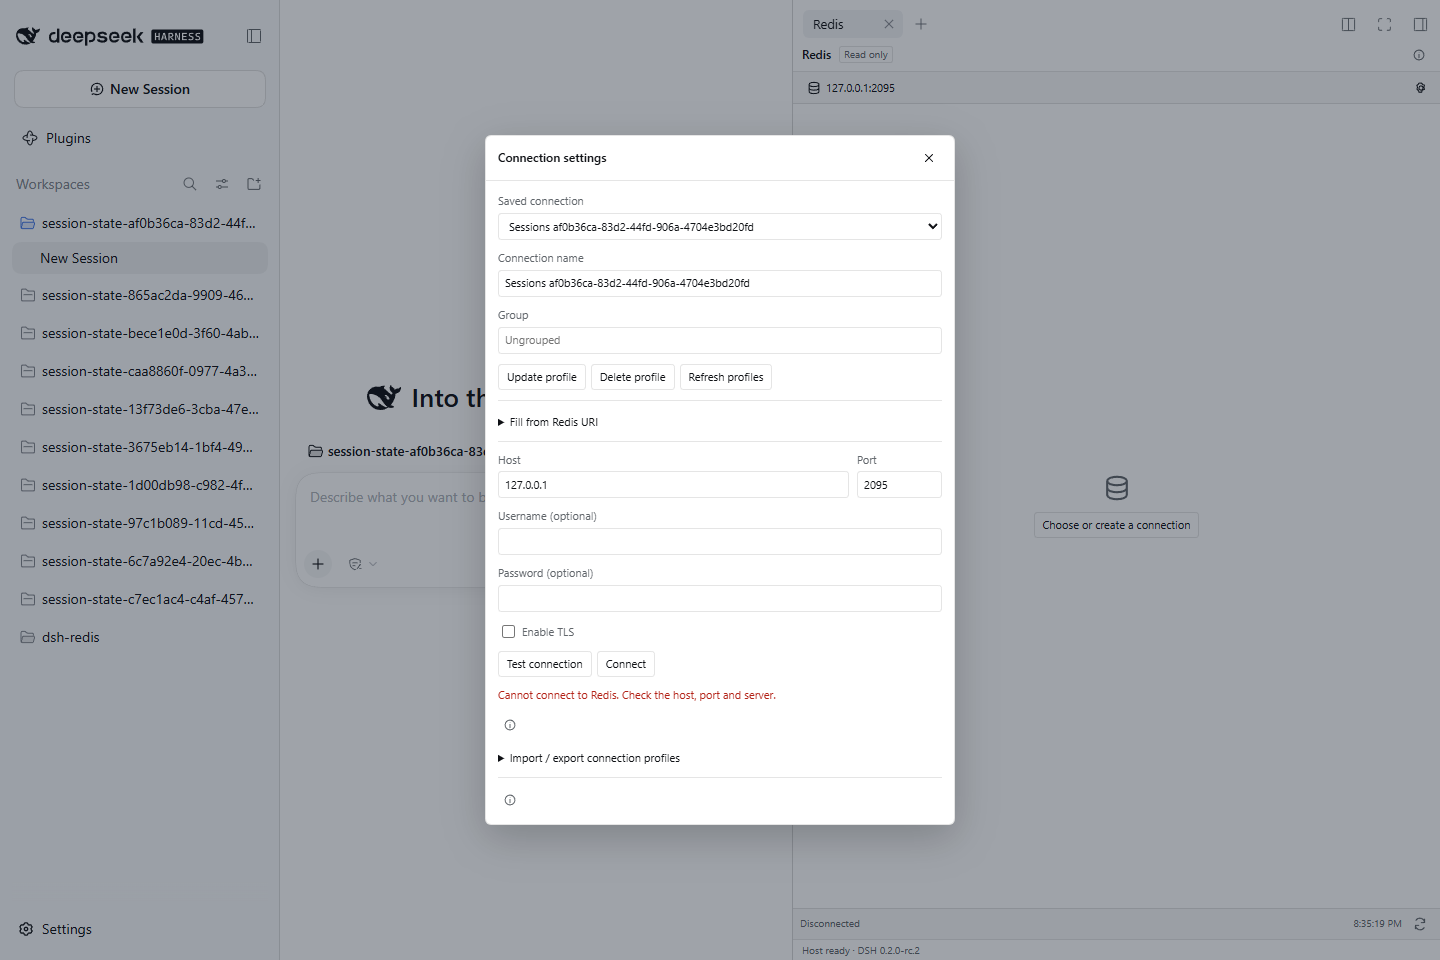 deepseek HARNESS
New Session
Plugins
Workspaces
session-state-af0b36ca-83d2-44f...
New Session
session-state-865ac2da-9909-46...
session-state-bece1e0d-3f60-4ab...
session-state-caa8860f-0977-4a3...
session-state-13f73de6-3cba-47e...
session-state-3675eb14-1bf4-49...
session-state-1d00db98-c982-4f...
session-state-97c1b089-11cd-45...
session-state-6c7a92e4-20ec-4b...
session-state-c7ec1ac4-c4af-457...
dsh-redis
Settings
Into th
session-state-af0b36ca-83
Describe what you want to b
Connection settings
Saved connection
Sessions af0b36ca-83d2-44fd-906a-4704e3bd20fd
Connection name
Sessions af0b36ca-83d2-44fd-906a-4704e3bd20fd
Group
Ungrouped
Update profile Delete profile Refresh profiles
Fill from Redis URI
Host Port
127.0.0.1 2095
Username (optional)
Password (optional)
Enable TLS
Test connection Connect
Cannot connect to Redis. Check the host, port and server.
Import / export connection profiles
Redis
Redis Read only
127.0.0.1:2095
Choose or create a connection
Disconnected 8:35:19 PM
Host ready · DSH 0.2.0-rc.2